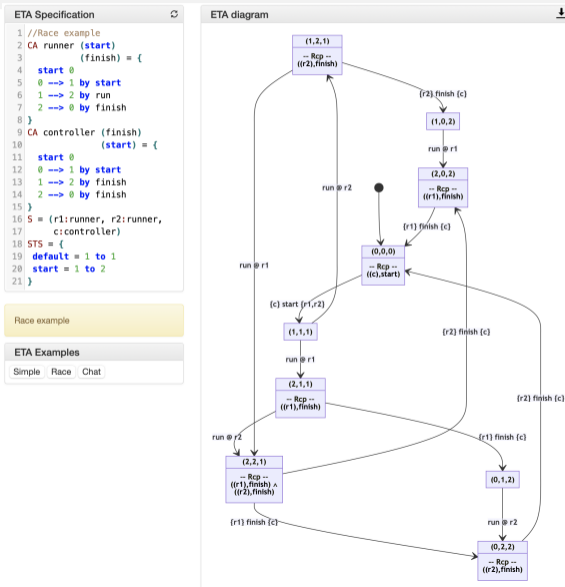 ETA Specification
1 //Race example
2 CA runner (start)
3 (finish) = {
4 start 0
5 0 --> 1 by start
6 1 --> 2 by run
7 2 --> 0 by finish
8 }
9 CA controller (finish)
10 (start) = {
11 start 0
12 0 --> 1 by start
13 1 --> 2 by finish
14 2 --> 0 by finish
15 }
16 S = (r1:runner, r2:runner,
17 c:controller)
18 STS = {
19 default = 1 to 1
20 start = 1 to 2
21 }
Race example
ETA Examples
Simple Race Chat
ETA diagram
(1,2,1)
-- Rcp --
((r2),finish)
{r2} finish {c}
(1,0,2)
run @ r1
(2,0,2)
-- Rcp --
((r1),finish)
run @ r2
{r1} finish {c}
(0,0,0)
-- Rcp --
((c),start)
run @ r1
{c} start {r1,r2}
(1,1,1)
{r2} finish {c}
run @ r1
(2,1,1)
-- Rcp --
((r1),finish)
{r2} finish {c}
run @ r2
{r1} finish {c}
(2,2,1)
-- Rcp --
((r1),finish) ∧
((r2),finish)
(0,1,2)
{r1} finish {c}
run @ r2
(0,2,2)
-- Rcp --
((r2),finish)